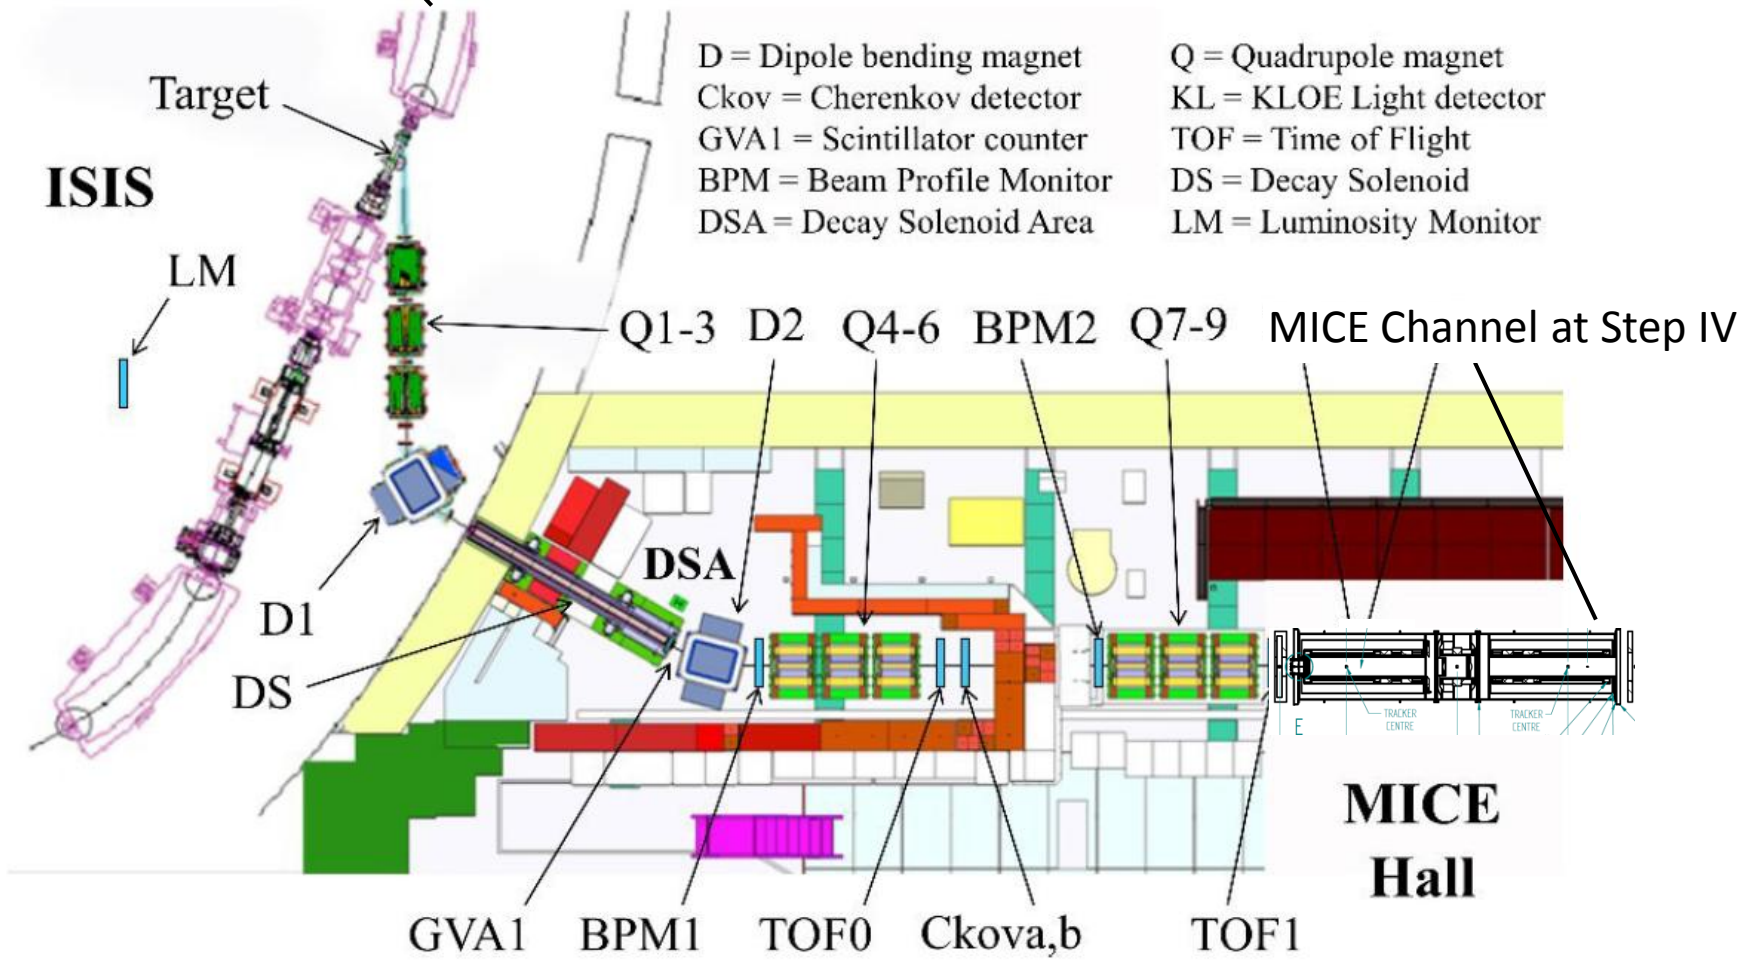 D = Dipole bending magnet
Q = Quadrupole magnet
Ckov = Cherenkov detector
KL = KLOE Light detector
GVA1 = Scintillator counter
TOF = Time of Flight
BPM = Beam Profile Monitor
DS = Decay Solenoid
DSA = Decay Solenoid Area
LM = Luminosity Monitor
Target
ISIS
LM
Q1-3
D2
Q4-6
BPM2
Q7-9
MICE Channel at Step IV
DSA
D1
DS
E
TRACKER
CENTRE
TRACKER
CENTRE
MICE
Hall
GVA1
BPM1
TOF0
Ckova,b
TOF1